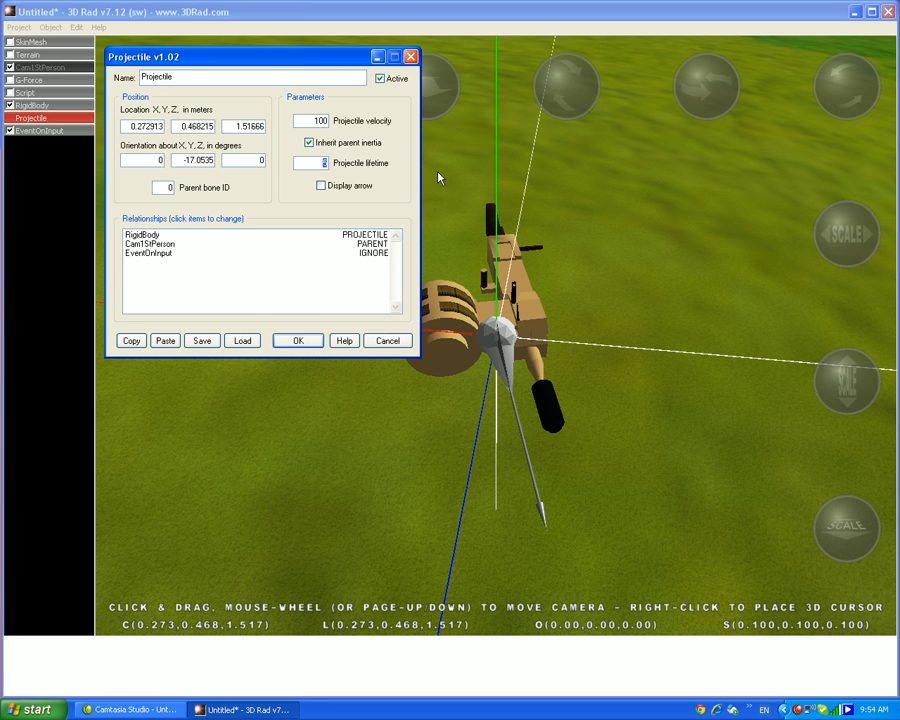 Untitled* - 3D Rad v7.12 (sw) - www.3DRad.com
Project Object Edit Help
SkinMesh
Terrain
Cam1StPerson
G-Force
Script
RigidBody
Projectile
EventOnInput
Projectile v1.02
Name: Projectile Active
Position
Location X, Y, Z, in meters
0.272913 0.468215 1.51666
Orientation about X, Y, Z, in degrees
0 -17.0535 0
0 Parent bone ID
Parameters
100 Projectile velocity
Inherit parent inertia
5 Projectile lifetime
Display arrow
Relationships (click items to change)
RigidBody PROJECTILE
Cam1StPerson PARENT
EventOnInput IGNORE
Copy Paste Save Load OK Help Cancel
SCALE
SCALE
SCALE
CLICK & DRAG, MOUSE-WHEEL (OR PAGE-UP/DOWN) TO MOVE CAMERA - RIGHT-CLICK TO PLACE 3D CURSOR
C(0.273,0.468,1.517) L(0.273,0.468,1.517) O(0.00,0.00,0.00) S(0.100,0.100,0.100)
start Camtasia Studio - Unt... Untitled* - 3D Rad v7... EN 9:54 AM